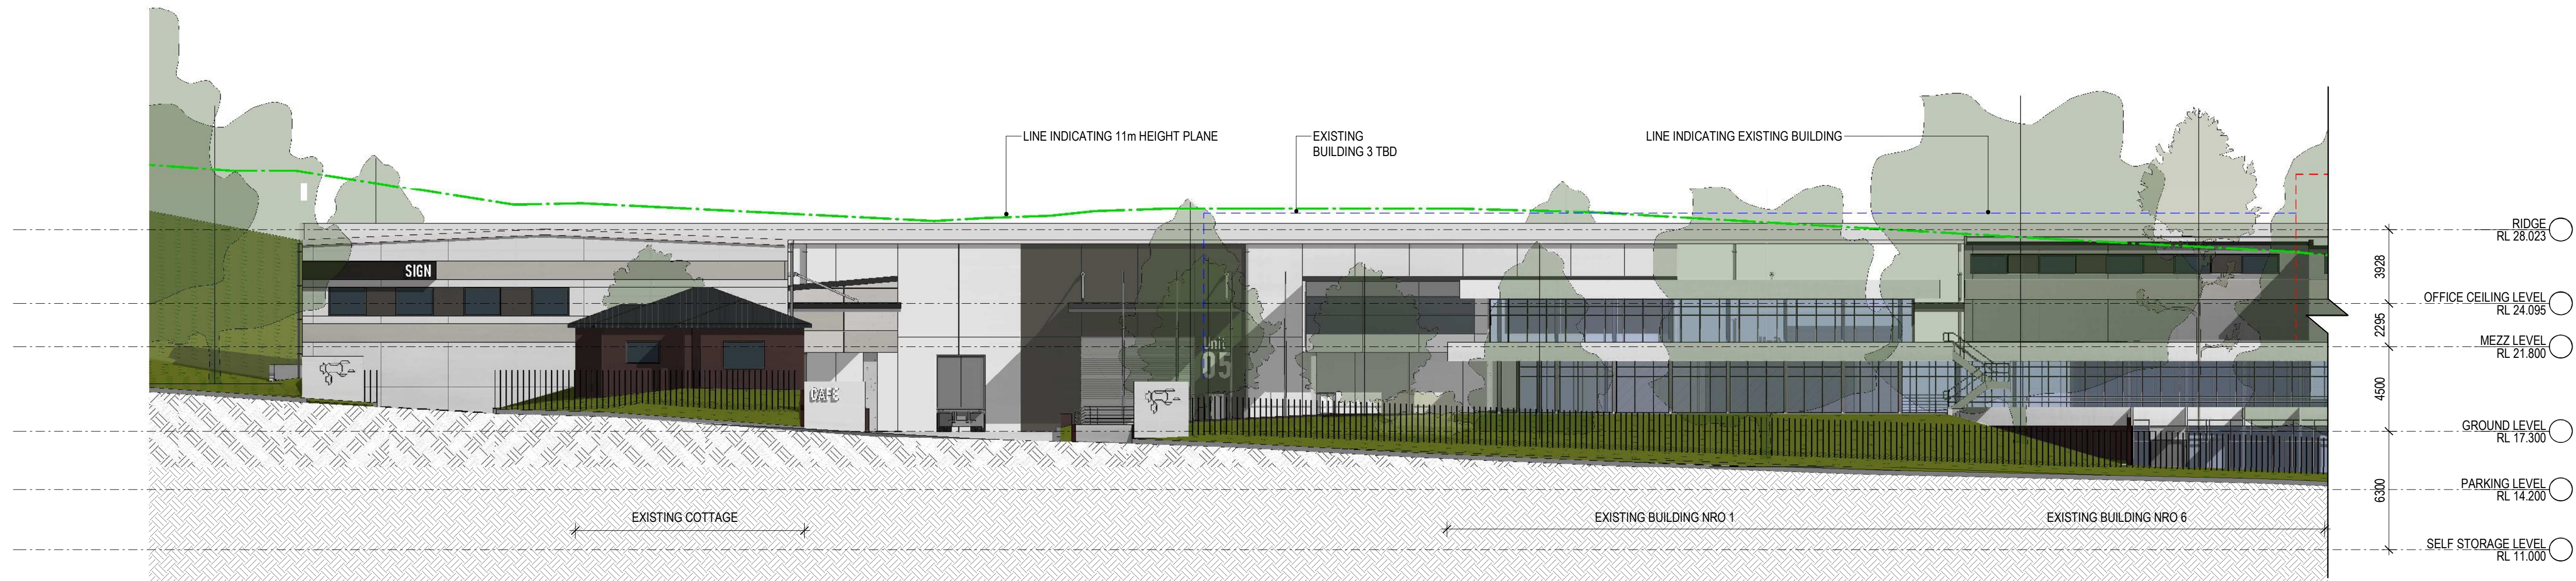 LINE INDICATING 11m HEIGHT PLANE
EXISTING
BUILDING 3 TBD
LINE INDICATING EXISTING BUILDING
RIDGE
RL 28.023
3928
SIGN
OFFICE CEILING LEVEL
RL 24.095
2295
MEZZ LEVEL
RL 21.800
Unit
05
4500
CAFE
GROUND LEVEL
RL 17.300
6300
PARKING LEVEL
RL 14.200
EXISTING COTTAGE
EXISTING BUILDING NRO 1
EXISTING BUILDING NRO 6
SELF STORAGE LEVEL
RL 11.000